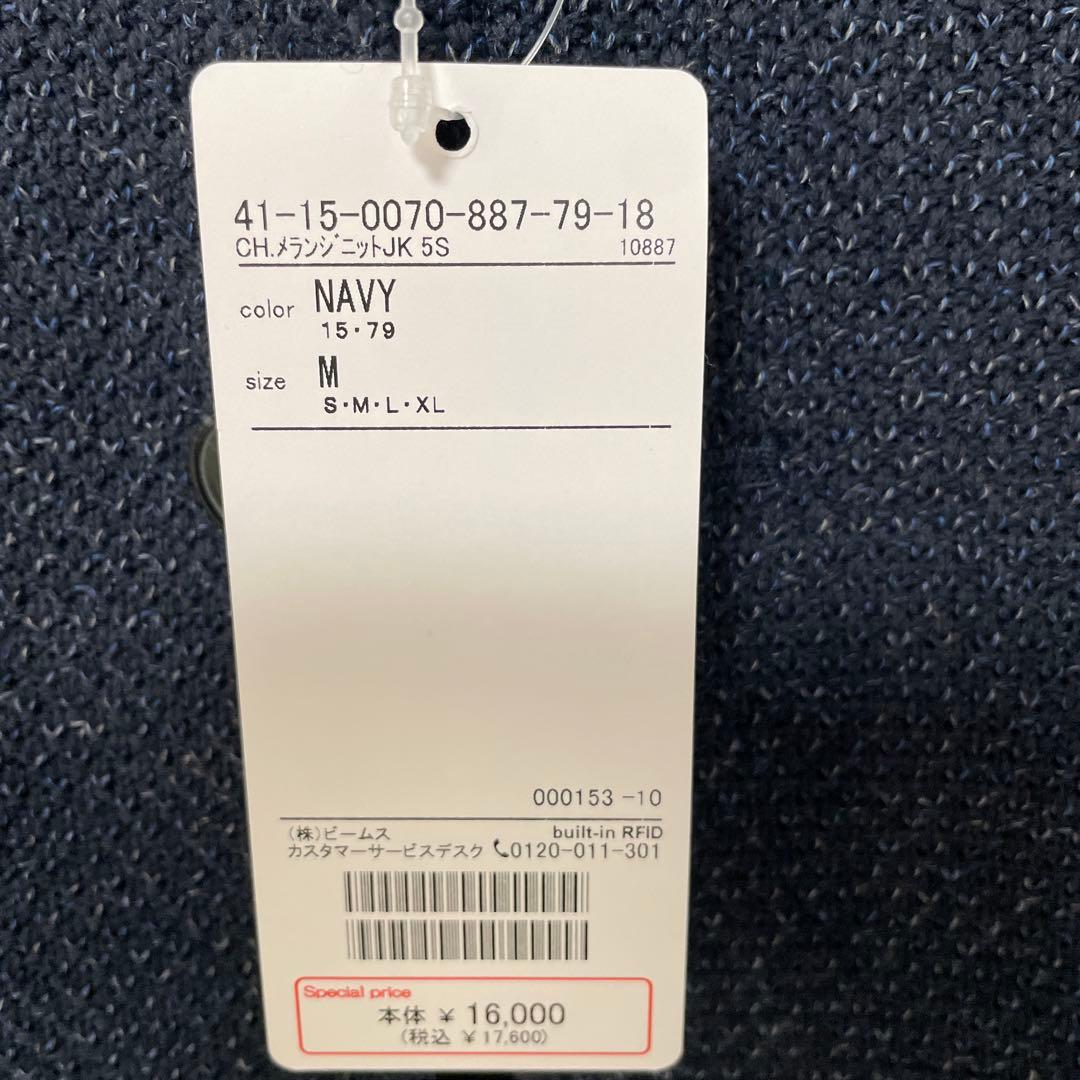 41-15-0070-887-79-18
CH.ﾒﾗﾝｼﾞﾆｯﾄJK 5S 10887
color NAVY
15・79
size M
S・M・L・XL
000153 -10
(株)ビームス built-in RFID
カスタマーサービスデスク 0120-011-301
Special price
本体 ¥ 16,000
(税込 ¥ 17,600)